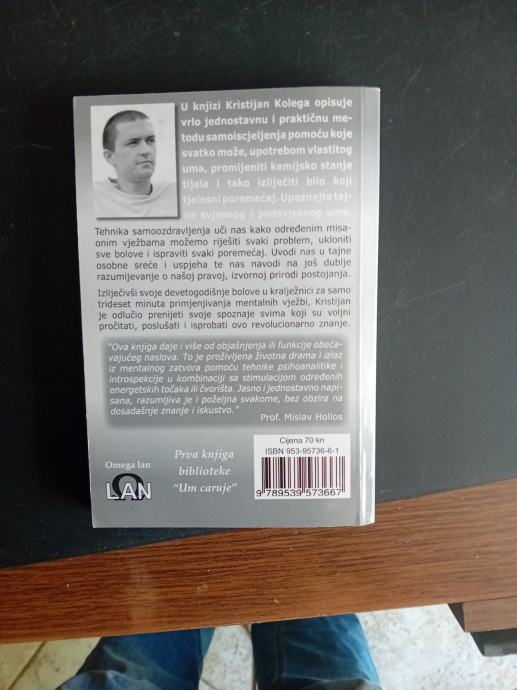 U knjizi Kristijan Kolega opisuje
vrlo jednostavnu i praktičnu me-
todu samoiscjeljenja pomoću koje
svatko može, upotrebom vlastitog
uma, promijeniti kemijsko stanje
tijela i tako izliječiti bilo koji
tjelesni poremećaj. Upoznajte taj-
ne svjesnog i podsvjesnog uma.
Tehnika samoozdravljenja uči nas kako određenim misa-
onim vježbama možemo riješiti svaki problem, ukloniti
sve bolove i ispraviti svaki poremećaj. Uvodi nas u tajne
osobne sreće i uspjeha te nas navodi na još dublje
razumijevanje o našoj pravoj, izvornoj prirodi postojanja.
Izliječivši svoje devetogodišnje bolove u kralježnici za samo
trideset minuta primjenjivanja mentalnih vježbi, Kristijan
je odlučio prenijeti svoje spoznaje svima koji su voljni
pročitati, poslušati i isprobati ovo revolucionarno znanje.
"Ova knjiga daje i više od objašnjenja ili funkcije obeća-
vajućeg naslova. To je proživljena životna drama i izlaz
iz mentalnog zatvora pomoću tehnike psihoanalitike i
introspekcije u kombinaciji sa stimulacijom određenih
energetskih točaka ili čvorišta. Jasno i jednostavno napi-
sana, razumljiva je i poželjna svakome, bez obzira na
dosadašnje znanje i iskustvo."
Prof. Mislav Hollos
Omega lan
Ω
LAN
Prva knjiga
biblioteke
"Um caruje"
Cijena 70 kn
ISBN 953-95736-6-1
9 789539 573667